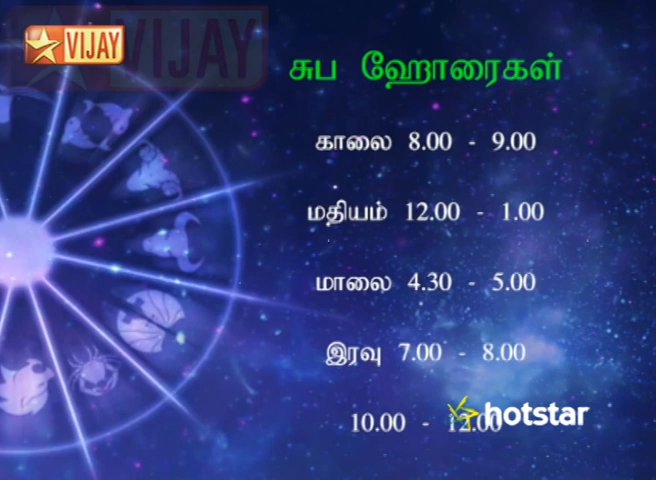 VIJAY
VIJAY
சுப ஹோரைகள்
காலை 8.00 - 9.00
மதியம் 12.00 - 1.00
மாலை 4.30 - 5.00
இரவு 7.00 - 8.00
10.00 - 12.00
hotstar